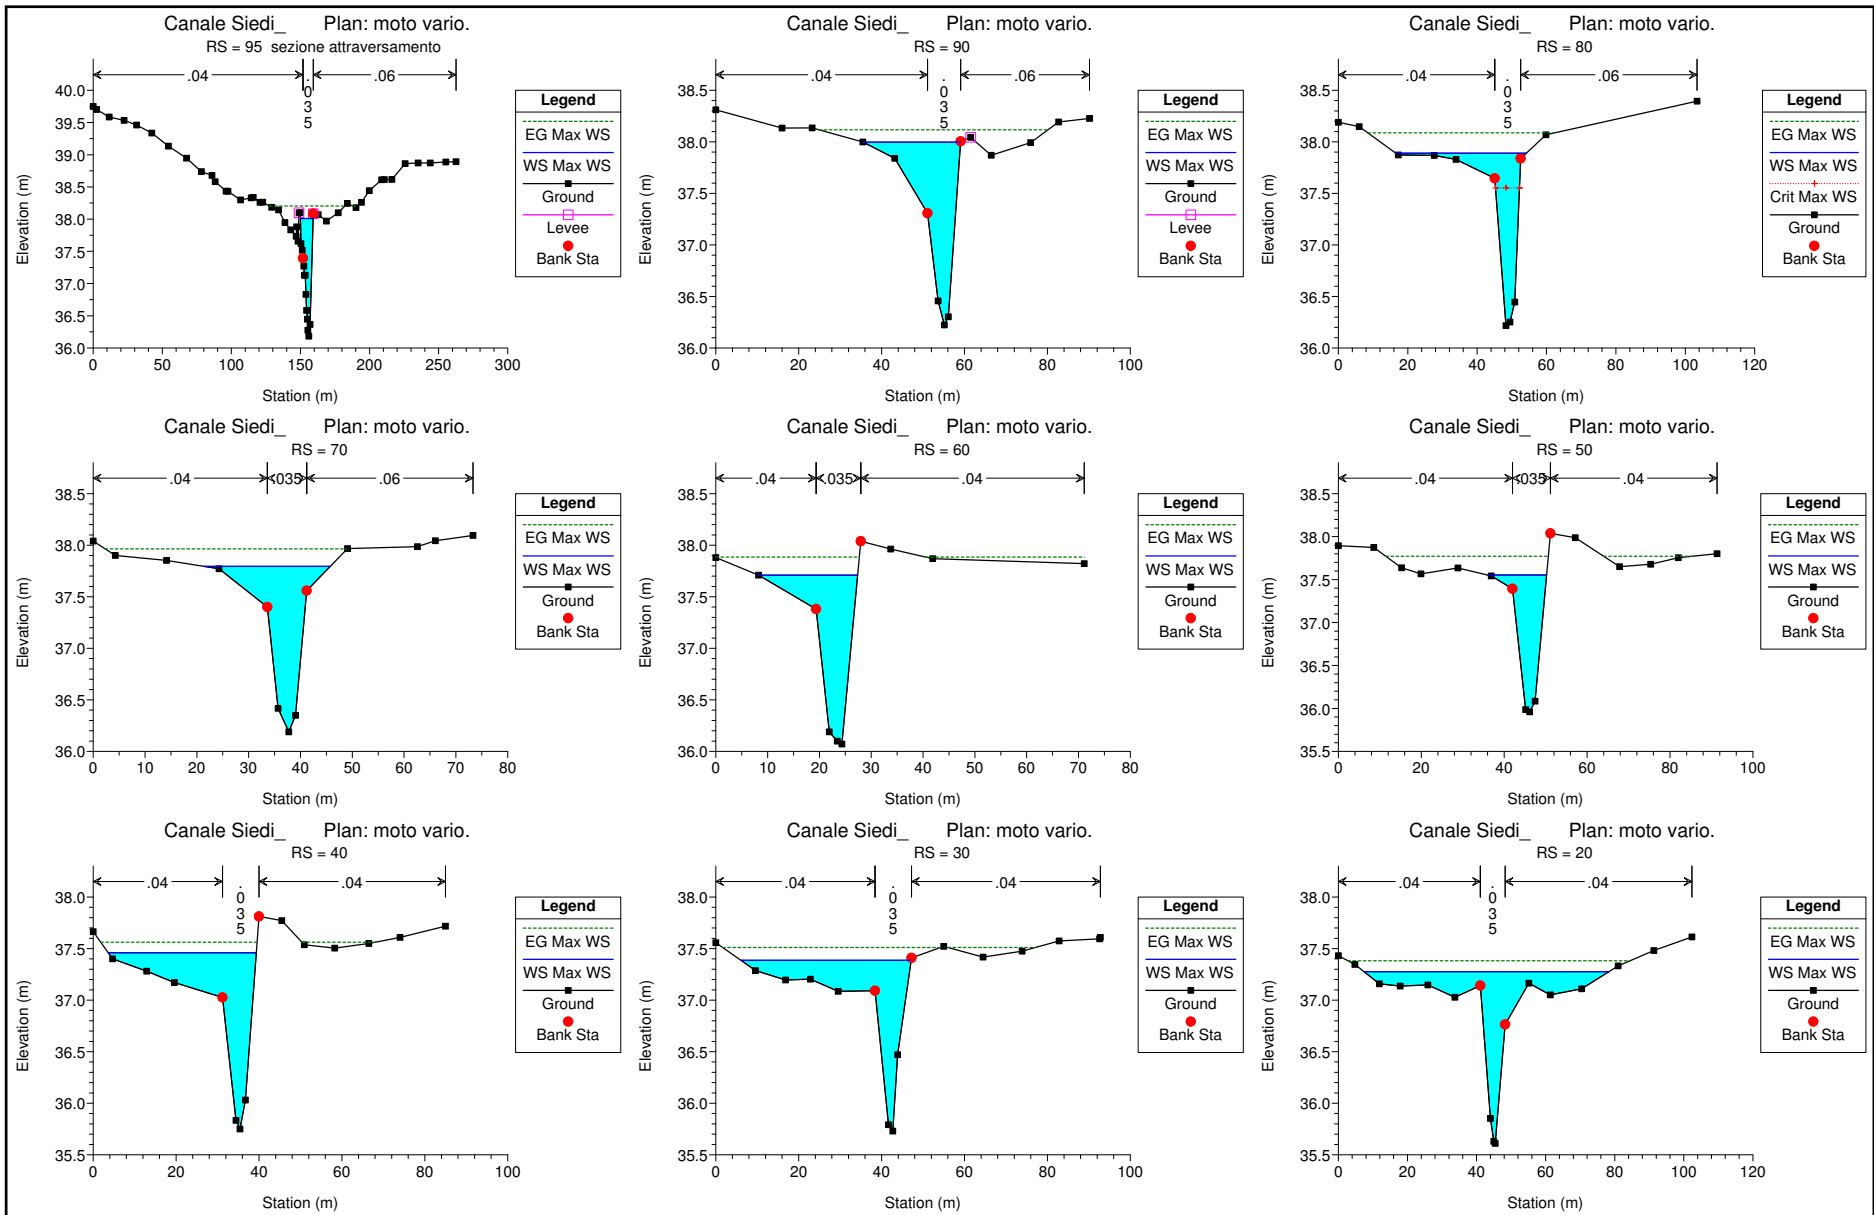 Canale Siedi_ Plan: moto vario.
RS = 95 sezione attraversamento
.04 .035 .06
40.0
39.5
39.0
38.5
38.0
37.5
37.0
36.5
36.0
0 50 100 150 200 250 300
Elevation (m)
Station (m)
Legend
EG Max WS
WS Max WS
Ground
Levee
Bank Sta
Canale Siedi_ Plan: moto vario.
RS = 90
.04 .035 .06
38.5
38.0
37.5
37.0
36.5
36.0
0 20 40 60 80 100
Elevation (m)
Station (m)
Legend
EG Max WS
WS Max WS
Ground
Levee
Bank Sta
Canale Siedi_ Plan: moto vario.
RS = 80
.04 .035 .06
38.5
38.0
37.5
37.0
36.5
36.0
0 20 40 60 80 100 120
Elevation (m)
Station (m)
Legend
EG Max WS
WS Max WS
Crit Max WS
Ground
Bank Sta
Canale Siedi_ Plan: moto vario.
RS = 70
.04 .035 .06
38.5
38.0
37.5
37.0
36.5
36.0
0 10 20 30 40 50 60 70 80
Elevation (m)
Station (m)
Legend
EG Max WS
WS Max WS
Ground
Bank Sta
Canale Siedi_ Plan: moto vario.
RS = 60
.04 .035 .04
38.5
38.0
37.5
37.0
36.5
36.0
0 10 20 30 40 50 60 70 80
Elevation (m)
Station (m)
Legend
EG Max WS
WS Max WS
Ground
Bank Sta
Canale Siedi_ Plan: moto vario.
RS = 50
.04 .035 .04
38.5
38.0
37.5
37.0
36.5
36.0
35.5
0 20 40 60 80 100
Elevation (m)
Station (m)
Legend
EG Max WS
WS Max WS
Ground
Bank Sta
Canale Siedi_ Plan: moto vario.
RS = 40
.04 .035 .04
38.0
37.5
37.0
36.5
36.0
35.5
0 20 40 60 80 100
Elevation (m)
Station (m)
Legend
EG Max WS
WS Max WS
Ground
Bank Sta
Canale Siedi_ Plan: moto vario.
RS = 30
.04 .035 .04
38.0
37.5
37.0
36.5
36.0
35.5
0 20 40 60 80 100
Elevation (m)
Station (m)
Legend
EG Max WS
WS Max WS
Ground
Bank Sta
Canale Siedi_ Plan: moto vario.
RS = 20
.04 .035 .04
38.0
37.5
37.0
36.5
36.0
35.5
0 20 40 60 80 100 120
Elevation (m)
Station (m)
Legend
EG Max WS
WS Max WS
Ground
Bank Sta